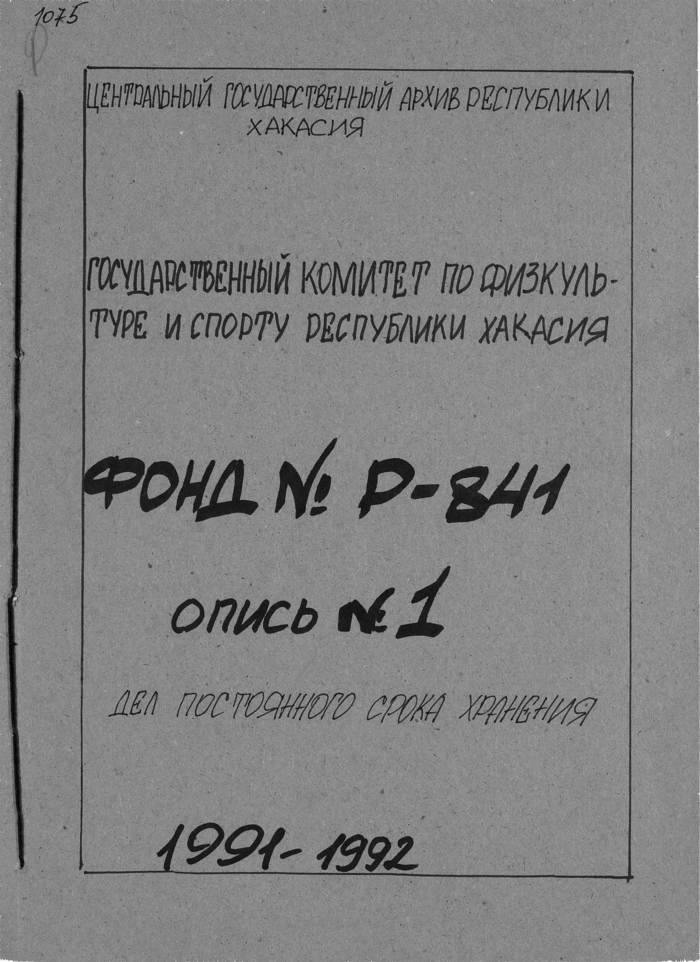 1075
ф
ЦЕНТРАЛЬНЫЙ ГОСУДАРСТВЕННЫЙ АРХИВ РЕСПУБЛИКИ
ХАКАСИЯ
ГОСУДАРСТВЕННЫЙ КОМИТЕТ ПО ФИЗКУЛЬ-
ТУРЕ И СПОРТУ РЕСПУБЛИКИ ХАКАСИЯ
ФОНД № Р-841
ОПИСЬ № 1
ДЕЛ ПОСТОЯННОГО СРОКА ХРАНЕНИЯ
1991-1992